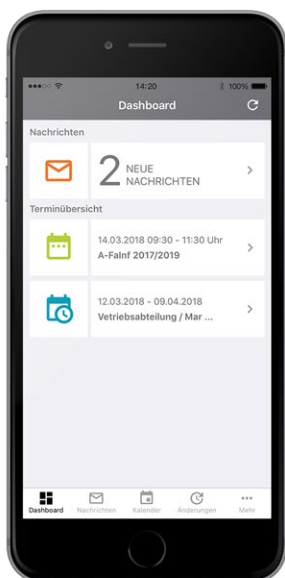 14:20
100%
Dashboard
Nachrichten
2 NEUE
NACHRICHTEN
Terminübersicht
14.03.2018 09:30 - 11:30 Uhr
A-FaInf 2017/2019
12.03.2018 - 09.04.2018
Vertriebsabteilung / Mar ...
Dashboard Nachrichten Kalender Änderungen Mehr